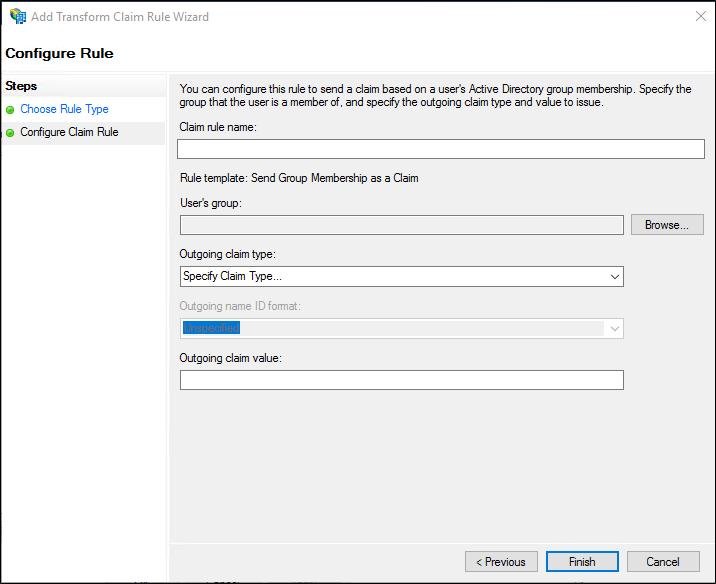 Add Transform Claim Rule Wizard
Configure Rule
Steps
Choose Rule Type
Configure Claim Rule
You can configure this rule to send a claim based on a user's Active Directory group membership. Specify the
group that the user is a member of, and specify the outgoing claim type and value to issue.
Claim rule name:
Rule template: Send Group Membership as a Claim
User's group:
Browse...
Outgoing claim type:
Specify Claim Type...
Outgoing name ID format:
Unspecified
Outgoing claim value:
< Previous
Finish
Cancel